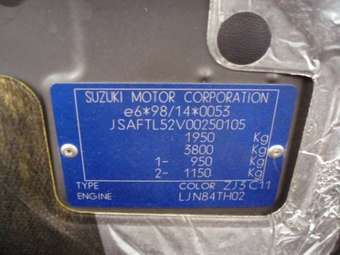 SUZUKI MOTOR CORPORATION
e6*98/14*0053
JSAFTL52V00250105
1950 Kg
3800 Kg
1- 950 Kg
2- 1150 Kg
TYPE COLOR ZJ3 C11
ENGINE LJN84TH02